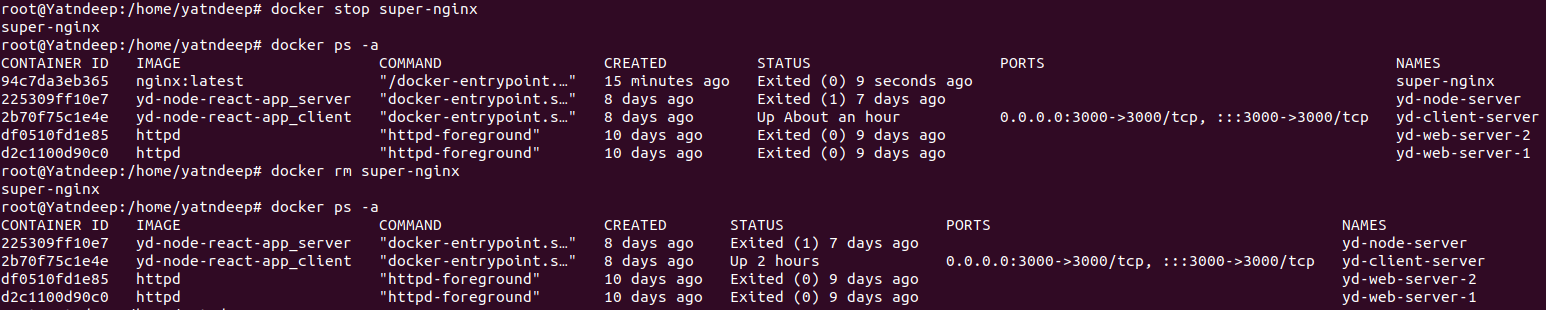 root@Yatndeep:/home/yatndeep# docker stop super-nginx
super-nginx
root@Yatndeep:/home/yatndeep# docker ps -a
CONTAINER ID   IMAGE                      COMMAND                  CREATED          STATUS                     PORTS                                       NAMES
94c7da3eb365   nginx:latest               "/docker-entrypoint.…"   15 minutes ago   Exited (0) 9 seconds ago                                               super-nginx
225309ff10e7   yd-node-react-app_server   "docker-entrypoint.s…"   8 days ago       Exited (1) 7 days ago                                                  yd-node-server
2b70f75c1e4e   yd-node-react-app_client   "docker-entrypoint.s…"   8 days ago       Up About an hour           0.0.0.0:3000->3000/tcp, :::3000->3000/tcp   yd-client-server
df0510fd1e85   httpd                      "httpd-foreground"       10 days ago      Exited (0) 9 days ago                                                  yd-web-server-2
d2c1100d90c0   httpd                      "httpd-foreground"       10 days ago      Exited (0) 9 days ago                                                  yd-web-server-1
root@Yatndeep:/home/yatndeep# docker rm super-nginx
super-nginx
root@Yatndeep:/home/yatndeep# docker ps -a
CONTAINER ID   IMAGE                      COMMAND                  CREATED       STATUS                  PORTS                                       NAMES
225309ff10e7   yd-node-react-app_server   "docker-entrypoint.s…"   8 days ago    Exited (1) 7 days ago                                               yd-node-server
2b70f75c1e4e   yd-node-react-app_client   "docker-entrypoint.s…"   8 days ago    Up 2 hours              0.0.0.0:3000->3000/tcp, :::3000->3000/tcp   yd-client-server
df0510fd1e85   httpd                      "httpd-foreground"       10 days ago   Exited (0) 9 days ago                                               yd-web-server-2
d2c1100d90c0   httpd                      "httpd-foreground"       10 days ago   Exited (0) 9 days ago                                               yd-web-server-1